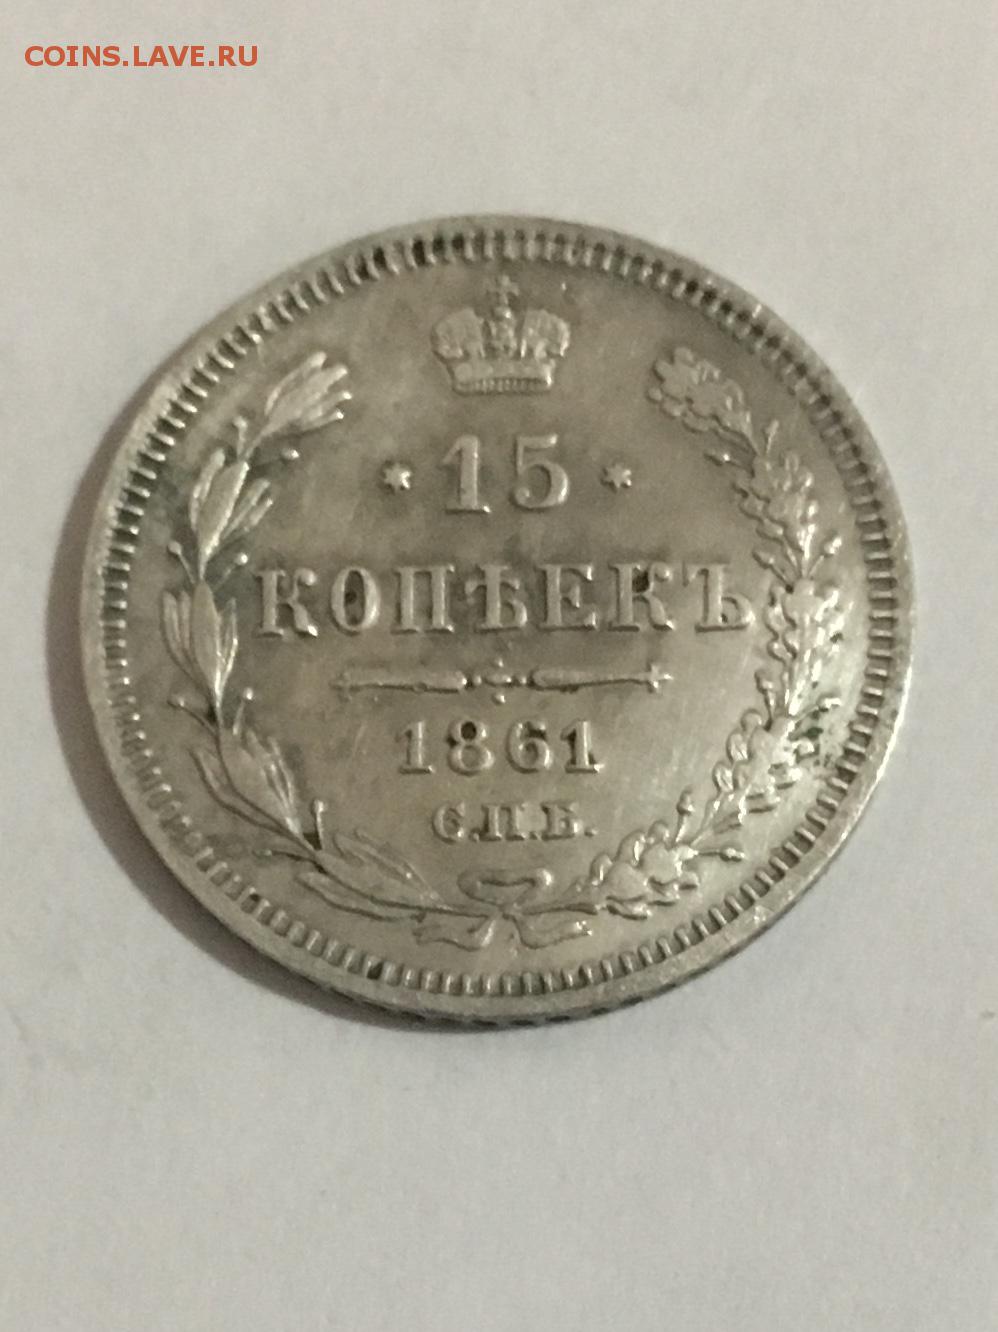 COINS.LAVE.RU
* 15 *
КОПѢЕКЪ
1861
С.П.Б.